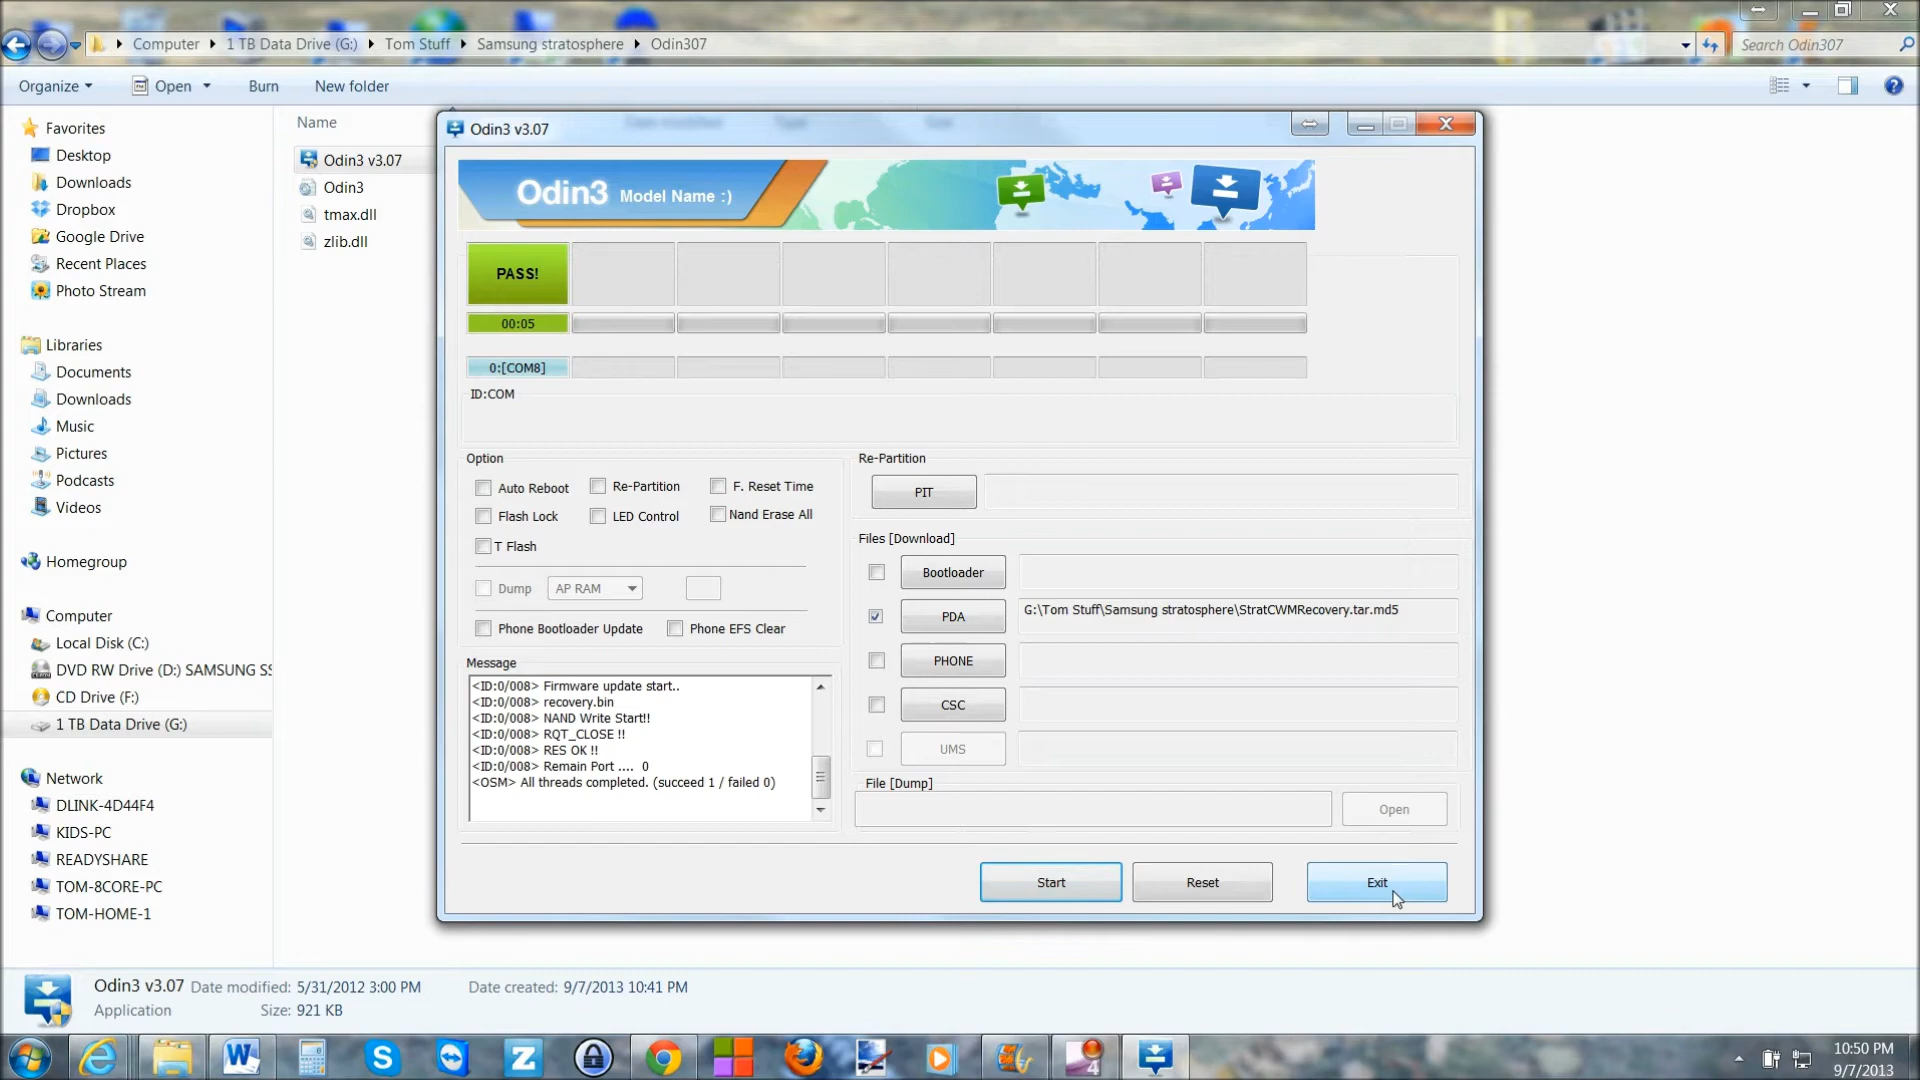 Computer
1 TB Data Drive (G:)
Tom Stuff
Samsung stratosphere
Odin307
Search Odin307
Organize
Open
Burn
New folder
Favorites
Desktop
Downloads
Dropbox
Google Drive
Recent Places
Photo Stream
Libraries
Documents
Downloads
Music
Pictures
Podcasts
Videos
Homegroup
Computer
Local Disk (C:)
DVD RW Drive (D:) SAMSUNG SS
CD Drive (F:)
1 TB Data Drive (G:)
Network
DLINK-4D44F4
KIDS-PC
READYSHARE
TOM-8CORE-PC
TOM-HOME-1
Name
Odin3 v3.07
Odin3
tmax.dll
zlib.dll
Odin3 v3.07
Odin3 Model Name :)
PASS!
00:05
0:[COM8]
ID:COM
Option
Auto Reboot
Re-Partition
F. Reset Time
Flash Lock
LED Control
Nand Erase All
T Flash
Dump
AP RAM
Phone Bootloader Update
Phone EFS Clear
Message
<ID:0/008> Firmware update start..
<ID:0/008> recovery.bin
<ID:0/008> NAND Write Start!!
<ID:0/008> RQT_CLOSE !!
<ID:0/008> RES OK !!
<ID:0/008> Remain Port .... 0
<OSM> All threads completed. (succeed 1 / failed 0)
Re-Partition
PIT
Files [Download]
Bootloader
PDA
G:\Tom Stuff\Samsung stratosphere\StratCWMRecovery.tar.md5
PHONE
CSC
UMS
File [Dump]
Open
Start
Reset
Exit
Odin3 v3.07 Date modified: 5/31/2012 3:00 PM Date created: 9/7/2013 10:41 PM
Application Size: 921 KB
10:50 PM
9/7/2013